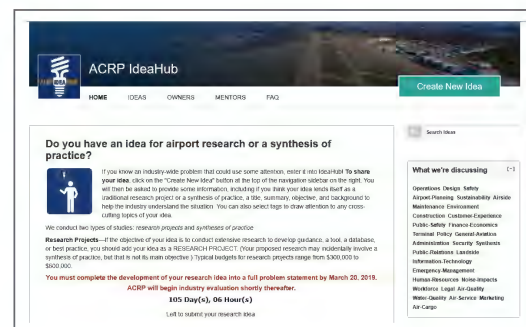 ACRP IdeaHub
Create New Idea
HOME IDEAS OWNERS MENTORS FAQ
Search Ideas
Do you have an idea for airport research or a synthesis of
practice?
If you know an industry-wide problem that could use some attention, enter it into IdeaHub! To share
your idea, click on the "Create New Idea" button at the top of the navigation sidebar on the right. You
will then be asked to provide some information, including if you think your idea lends itself as a
traditional research project or a synthesis of practice, a title, summary, objective, and background to
help the industry understand the situation. You can also select tags to draw attention to any cross-
cutting topics of your idea.
We conduct two types of studies: research projects and syntheses of practice
Research Projects—If the objective of your idea is to conduct extensive research to develop guidance, a tool, a database,
or best practice, you should add your idea as a RESEARCH PROJECT. (Your proposed research may incidentally involve a
synthesis of practice, but that is not its main objective.) Typical budgets for research projects range from $300,000 to
$500,000.
You must complete the development of your research idea into a full problem statement by March 20, 2019.
ACRP will begin industry evaluation shortly thereafter.
105 Day(s), 06 Hour(s)
Left to submit your research idea
What we're discussing [-]
Operations Design Safety
Airport-Planning Sustainability Airside
Maintenance Environment
Construction Customer-Experience
Public-Safety Finance-Economics
Terminal Policy General-Aviation
Administration Security Synthesis
Public-Relations Landside
Information-Technology
Emergency-Management
Human-Resources Noise-Impacts
Workforce Legal Air-Quality
Water-Quality Air-Service Marketing
Air-Cargo